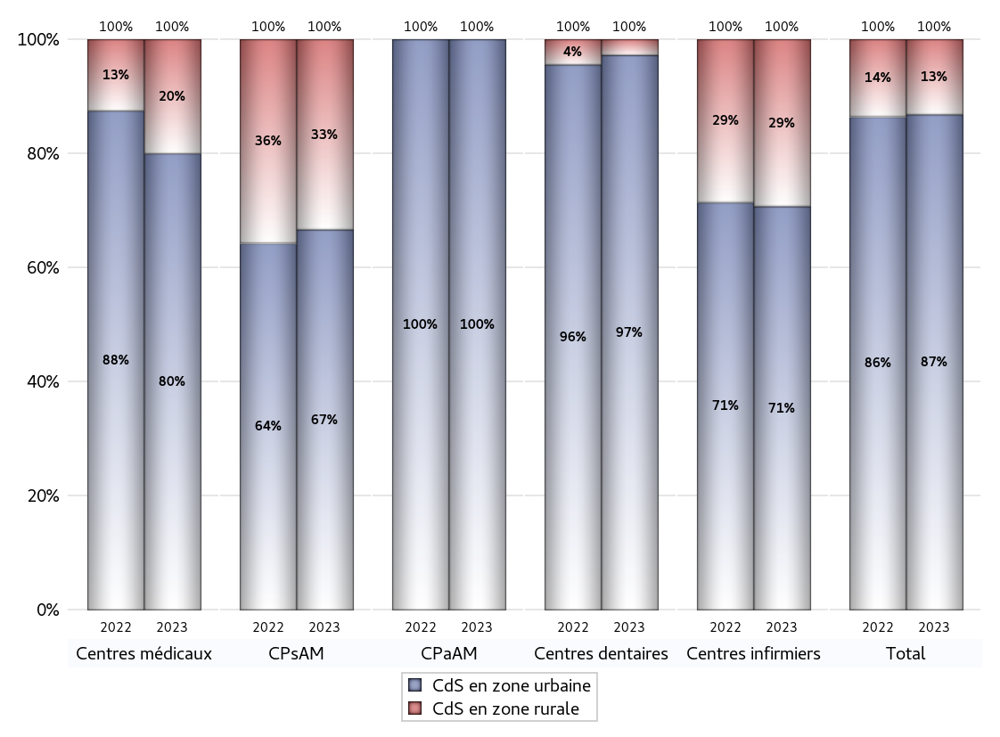 100% 100% 100% 100% 100% 100% 100% 100% 100% 100% 100% 100%
100%
13% 20% 36% 33% 4% 29% 29% 14% 13%
80%
60%
88% 80% 64% 67% 100% 100% 96% 97% 71% 71% 86% 87%
40%
20%
0%
2022 2023 2022 2023 2022 2023 2022 2023 2022 2023 2022 2023
Centres médicaux CPsAM CPaAM Centres dentaires Centres infirmiers Total
CdS en zone urbaine
CdS en zone rurale